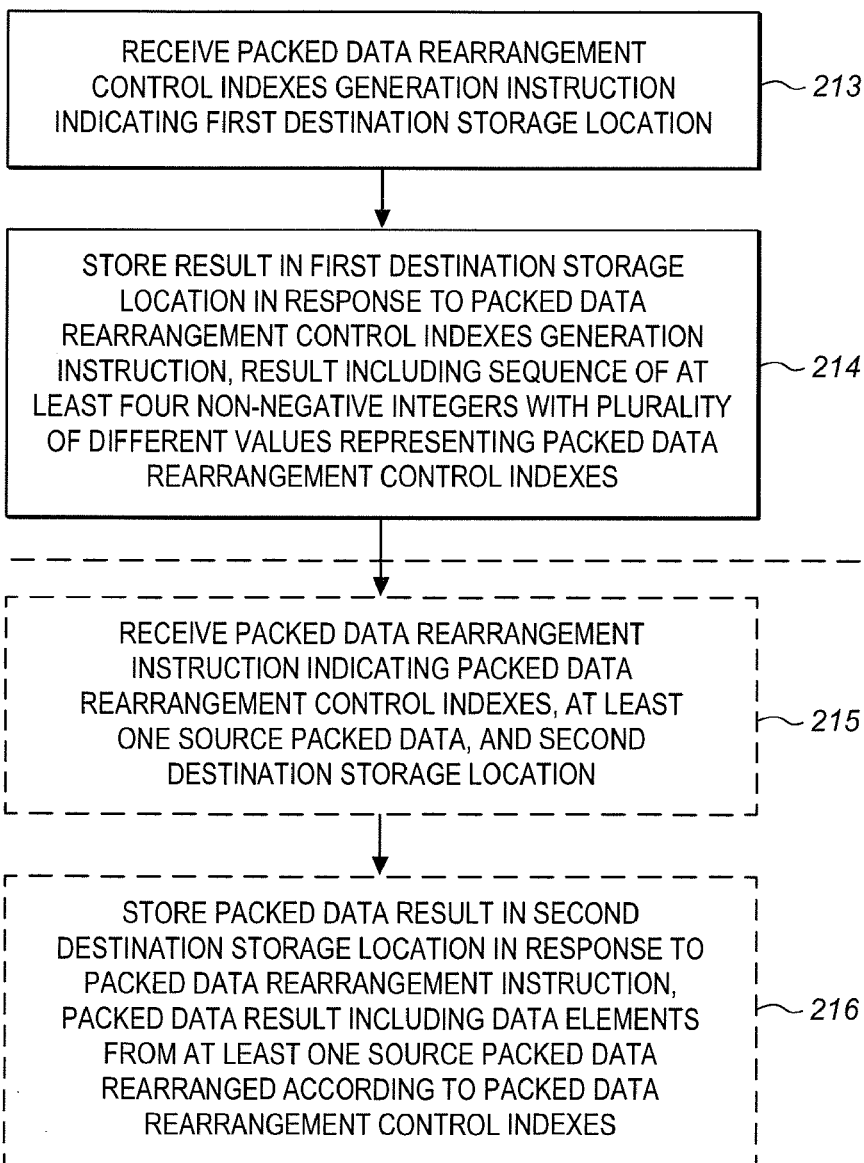 RECEIVE PACKED DATA REARRANGEMENT
CONTROL INDEXES GENERATION INSTRUCTION
INDICATING FIRST DESTINATION STORAGE LOCATION
213
STORE RESULT IN FIRST DESTINATION STORAGE
LOCATION IN RESPONSE TO PACKED DATA
REARRANGEMENT CONTROL INDEXES GENERATION
INSTRUCTION, RESULT INCLUDING SEQUENCE OF AT
LEAST FOUR NON-NEGATIVE INTEGERS WITH PLURALITY
OF DIFFERENT VALUES REPRESENTING PACKED DATA
REARRANGEMENT CONTROL INDEXES
214
RECEIVE PACKED DATA REARRANGEMENT
INSTRUCTION INDICATING PACKED DATA
REARRANGEMENT CONTROL INDEXES, AT LEAST
ONE SOURCE PACKED DATA, AND SECOND
DESTINATION STORAGE LOCATION
215
STORE PACKED DATA RESULT IN SECOND
DESTINATION STORAGE LOCATION IN RESPONSE TO
PACKED DATA REARRANGEMENT INSTRUCTION,
PACKED DATA RESULT INCLUDING DATA ELEMENTS
FROM AT LEAST ONE SOURCE PACKED DATA
REARRANGED ACCORDING TO PACKED DATA
REARRANGEMENT CONTROL INDEXES
216